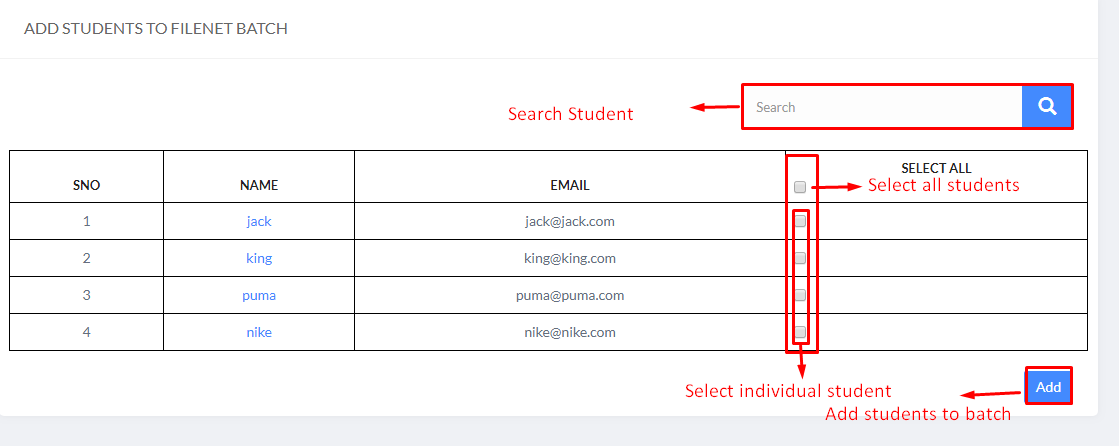 ADD STUDENTS TO FILENET BATCH
Search Student
Search
SNO NAME EMAIL SELECT ALL
Select all students
1 jack jack@jack.com
2 king king@king.com
3 puma puma@puma.com
4 nike nike@nike.com
Select individual student
Add
Add students to batch